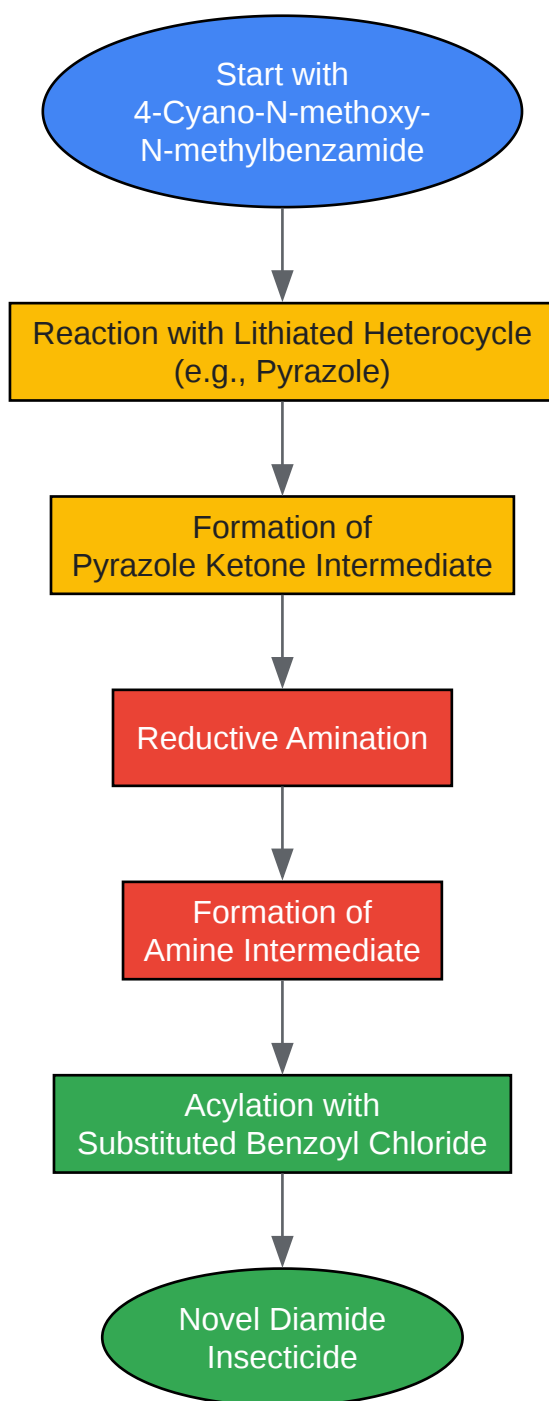 Start with
4-Cyano-N-methoxy-
N-methylbenzamide
Reaction with Lithiated Heterocycle
(e.g., Pyrazole)
Formation of
Pyrazole Ketone Intermediate
Reductive Amination
Formation of
Amine Intermediate
Acylation with
Substituted Benzoyl Chloride
Novel Diamide
Insecticide